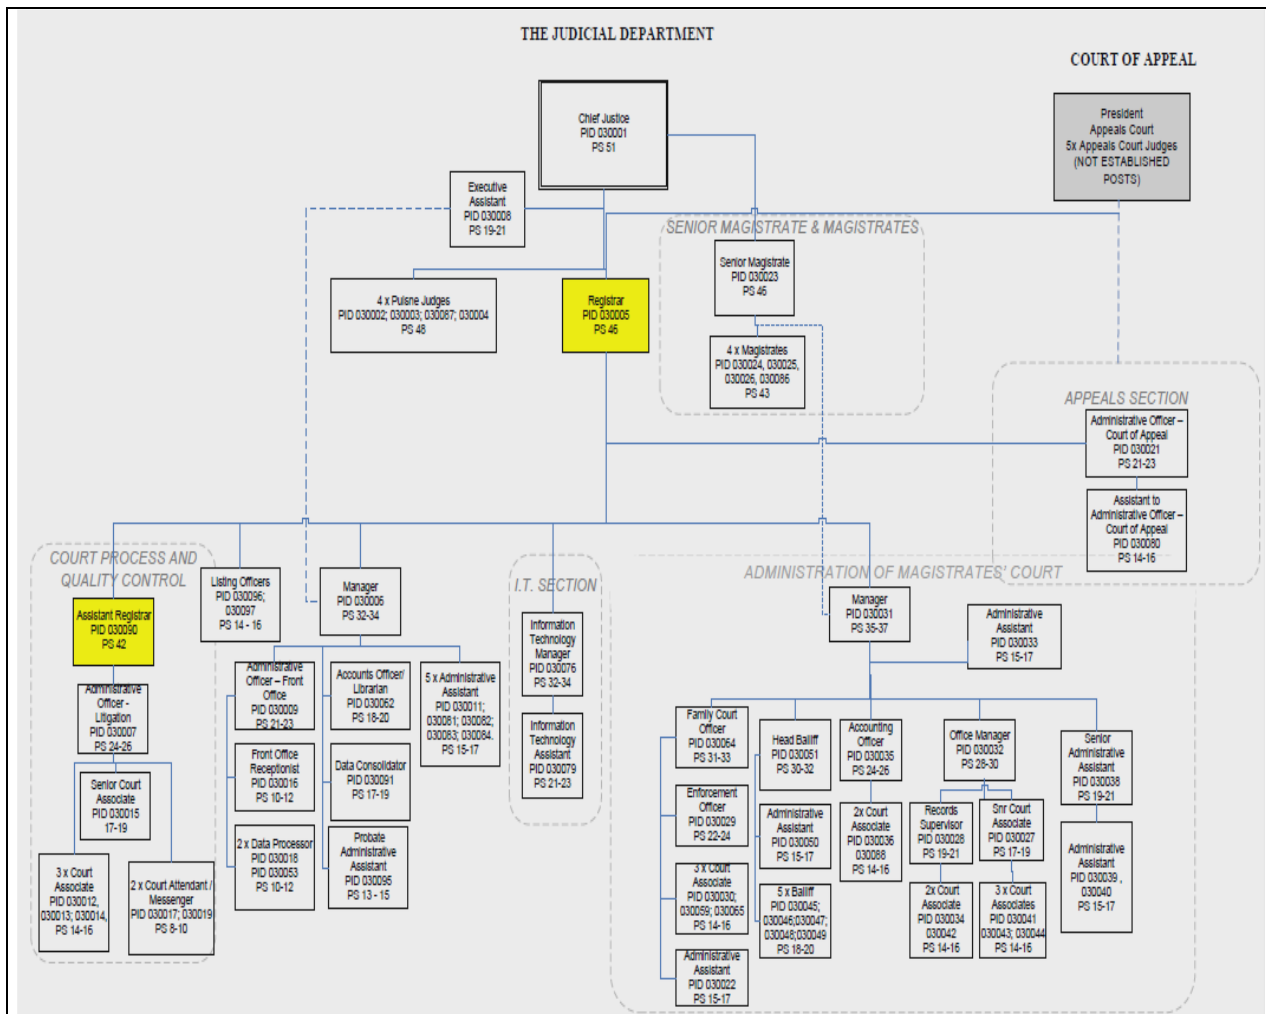 THE JUDICIAL DEPARTMENT
COURT OF APPEAL
Chief Justice
PID 030001
PS 51
President
Appeals Court
5x Appeals Court Judges
(NOT ESTABLISHED
POSTS)
Executive
Assistant
PID 030008
PS 19-21
SENIOR MAGISTRATE & MAGISTRATES
Senior Magistrate
PID 030023
PS 46
4 x Puisne Judges
PID 030002; 030003; 030087; 030004
PS 48
Registrar
PID 030005
PS 46
4 x Magistrates
PID 030024, 030025,
030026, 030086
PS 43
APPEALS SECTION
Administrative Officer –
Court of Appeal
PID 030021
PS 21-23
Assistant to
Administrative Officer –
Court of Appeal
PID 030080
PS 14-16
COURT PROCESS AND
QUALITY CONTROL
Assistant Registrar
PID 030090
PS 42
Administrative
Officer -
Litigation
PID 030007
PS 24-26
Senior Court
Associate
PID 030015
17-19
3 x Court
Associate
PID 030012,
030013; 030014,
PS 14-16
2 x Court Attendant /
Messenger
PID 030017; 030019
PS 8-10
Listing Officers
PID 030096;
030097
PS 14 - 16
Manager
PID 030006
PS 32-34
Administrative
Officer – Front
Office
PID 030009
PS 21-23
Front Office
Receptionist
PID 030016
PS 10-12
2 x Data Processor
PID 030018
PID 030053
PS 10-12
Accounts Officer/
Librarian
PID 030062
PS 18-20
Data Consolidator
PID 030091
PS 17-19
Probate
Administrative
Assistant
PID 030095
PS 13 - 15
5 x Administrative
Assistant
PID 030011;
030081; 030082;
030083; 030084.
PS 15-17
I.T. SECTION
Information
Technology
Manager
PID 030076
PS 32-34
Information
Technology
Assistant
PID 030079
PS 21-23
ADMINISTRATION OF MAGISTRATES' COURT
Manager
PID 030031
PS 35-37
Administrative
Assistant
PID 030033
PS 15-17
Family Court
Officer
PID 030064
PS 31-33
Enforcement
Officer
PID 030029
PS 22-24
3 x Court
Associate
PID 030030;
030059; 030065
PS 14-16
Administrative
Assistant
PID 030022
PS 15-17
Head Bailiff
PID 030051
PS 30-32
Administrative
Assistant
PID 030050
PS 15-17
5 x Bailiff
PID 030045;
030046;030047;
030048;030049
PS 18-20
Accounting
Officer
PID 030035
PS 24-26
2x Court
Associate
PID 030036
030088
PS 14-16
Office Manager
PID 030032
PS 28-30
Records
Supervisor
PID 030028
PS 19-21
2x Court
Associate
PID 030034
030042
PS 14-16
Snr Court
Associate
PID 030027
PS 17-19
3 x Court
Associates
PID 030041
030043; 030044
PS 14-16
Senior
Administrative
Assistant
PID 030038
PS 19-21
Administrative
Assistant
PID 030039 ,
030040
PS 15-17